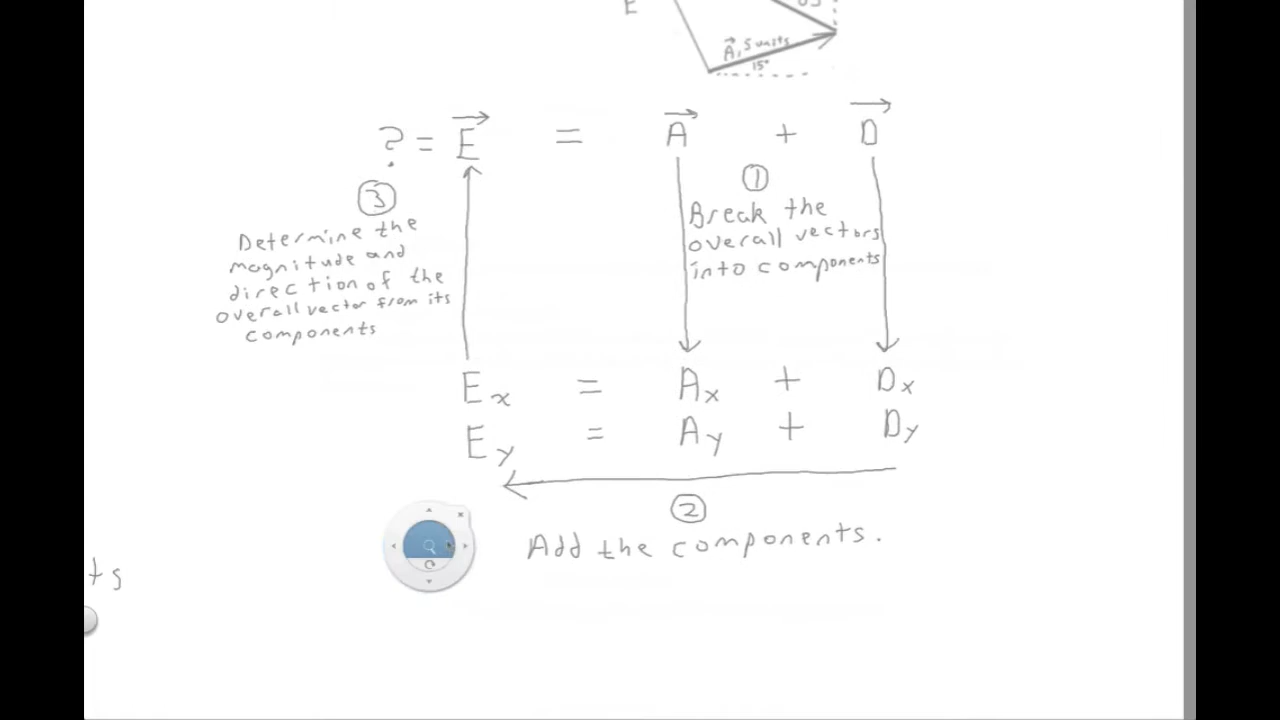 E
A, 5 units
15°
? = E = A + D
①
Break the
overall vectors
into components
③
Determine the
magnitude and
direction of the
overall vector from its
components
Ex = Ax + Dx
Ey = Ay + Dy
②
Add the components.
ts